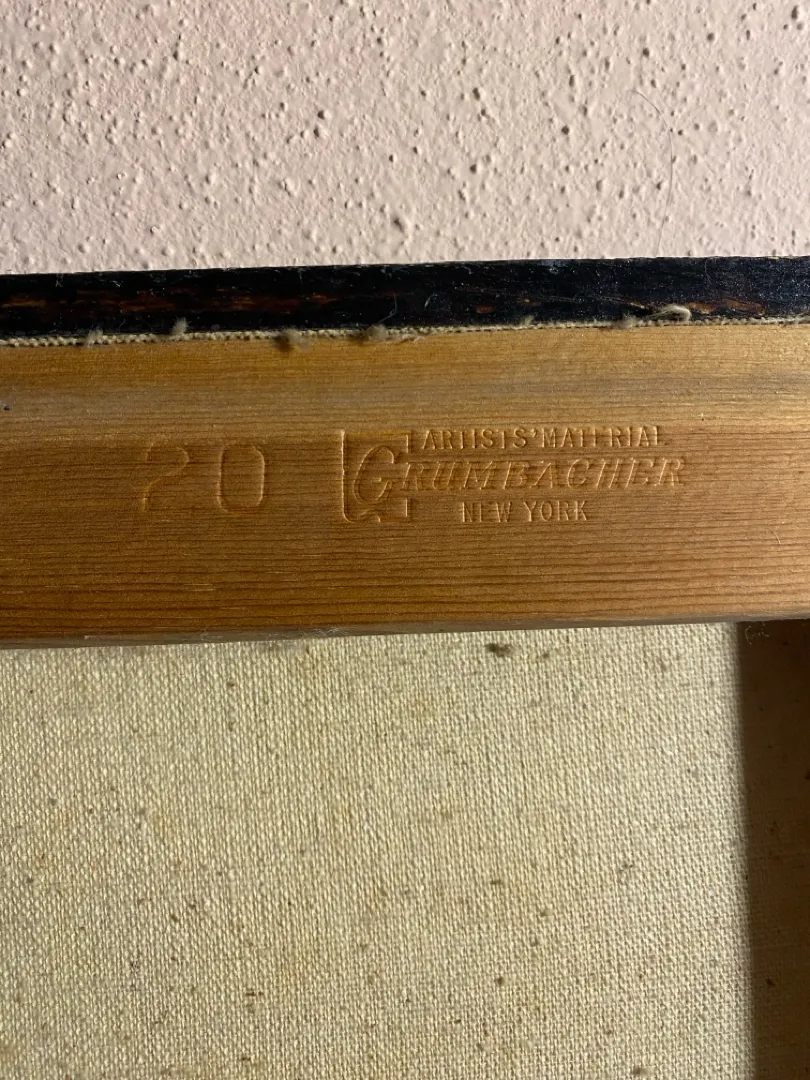 20
ARTISTS' MATERIAL
GRUMBACHER
NEW YORK